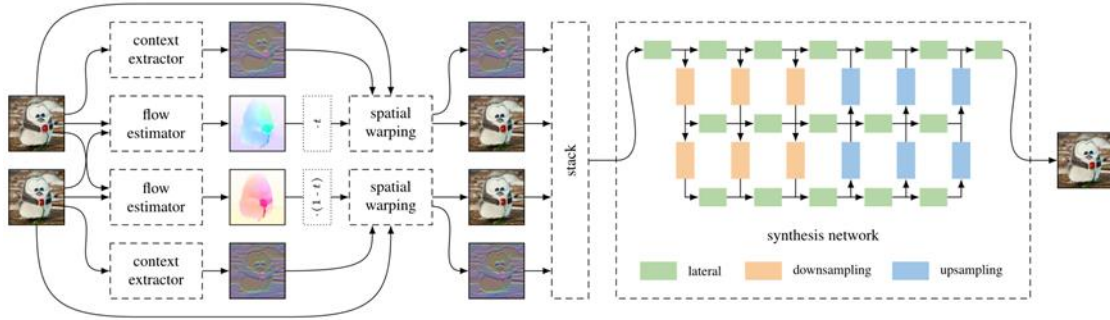 context
extractor
flow
estimator
· t
spatial
warping
flow
estimator
· (1 - t)
spatial
warping
context
extractor
stack
synthesis network
lateral
downsampling
upsampling